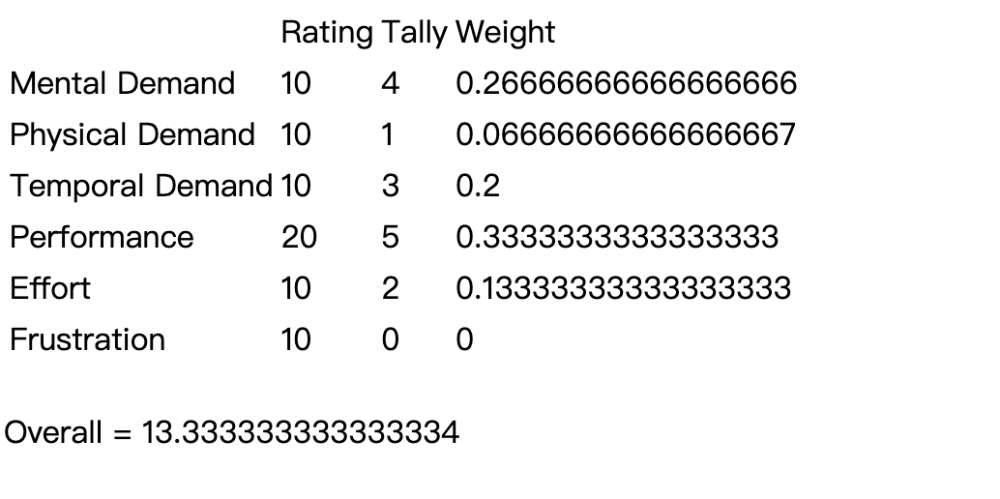 Rating Tally Weight
Mental Demand 10 4 0.26666666666666666
Physical Demand 10 1 0.06666666666666667
Temporal Demand 10 3 0.2
Performance 20 5 0.3333333333333333
Effort 10 2 0.13333333333333333
Frustration 10 0 0
Overall = 13.333333333333334